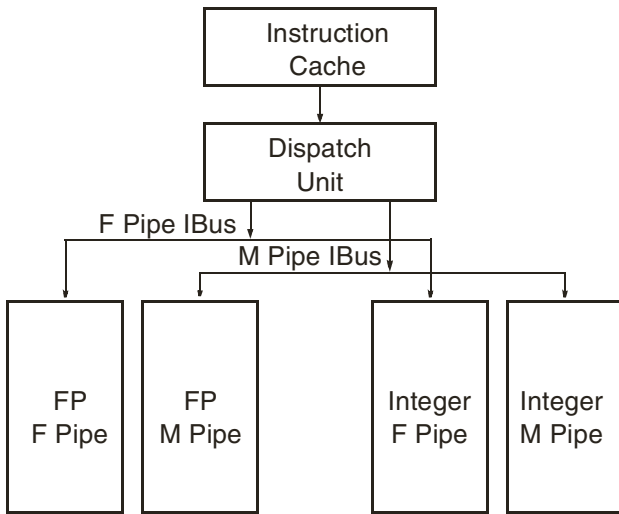 Instruction
Cache
Dispatch
Unit
F Pipe IBus
M Pipe IBus
FP
F Pipe
FP
M Pipe
Integer
F Pipe
Integer
M Pipe